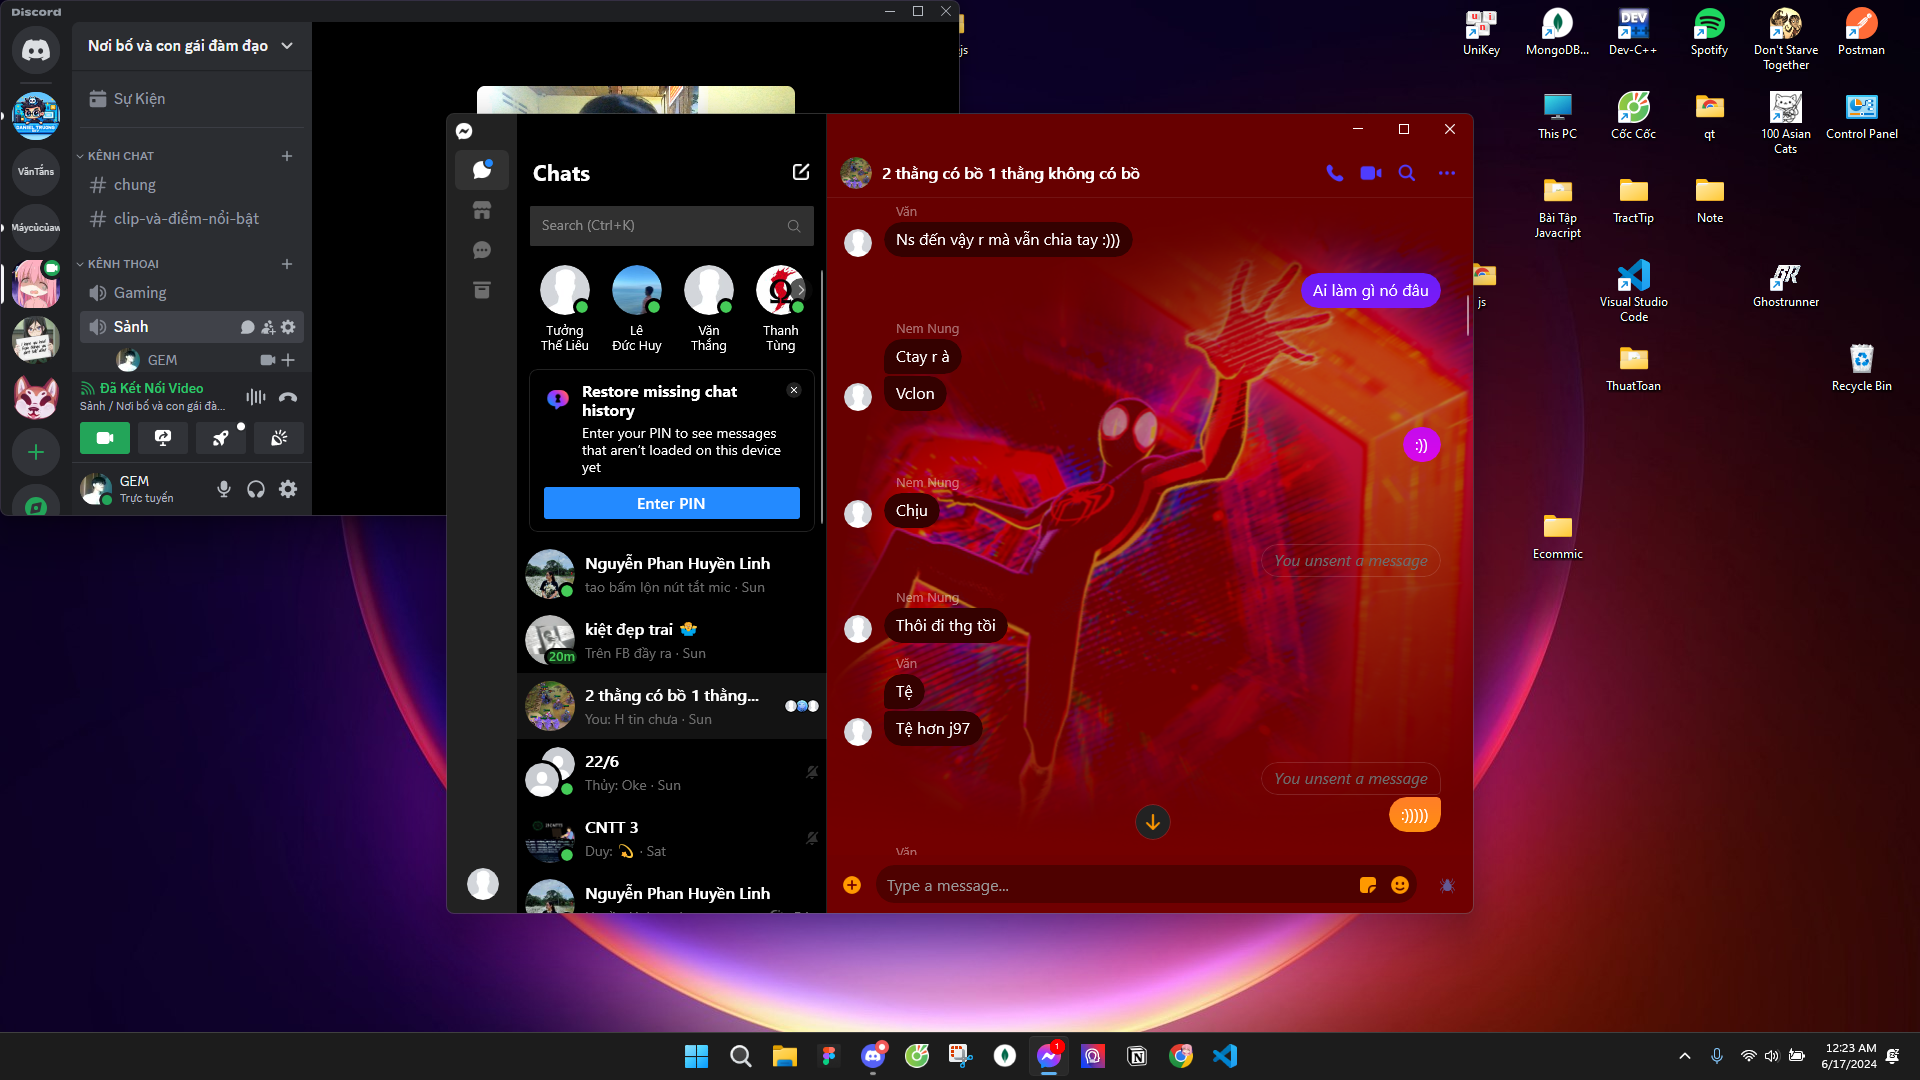 Discord
Nơi bố và con gái đàm đạo
Sự Kiện
KÊNH CHAT
chung
clip-và-điểm-nổi-bật
KÊNH THOẠI
Gaming
Sảnh
GEM
Đã Kết Nối Video
Sảnh / Nơi bố và con gái đà...
GEM
Trực tuyến
DANIEL TRUONG
VănTấns
Máycủcủaw
Chats
Search (Ctrl+K)
Tưởng
Thế Liêu
Lê
Đức Huy
Văn
Thắng
Thanh
Tùng
Restore missing chat
history
Enter your PIN to see messages
that aren’t loaded on this device
yet
Enter PIN
Nguyễn Phan Huyền Linh
tao bấm lộn nút tắt mic · Sun
kiệt đẹp trai 🤷
20m
Trên FB đầy ra · Sun
2 thằng có bồ 1 thằng...
You: H tin chưa · Sun
22/6
Thủy: Oke · Sun
CNTT 3
Duy: 💫 · Sat
Nguyễn Phan Huyền Linh
2 thằng có bồ 1 thằng không có bồ
Văn
Ns đến vậy r mà vẫn chia tay :)))
Ai làm gì nó đâu
Nem Nung
Ctay r à
Vclon
:))
Nem Nung
Chịu
You unsent a message
Nem Nung
Thôi đi thg tồi
Văn
Tệ
Tệ hơn j97
You unsent a message
:)))))
Văn
Type a message...
js
UniKey
MongoDB...
Dev-C++
Spotify
Don't Starve
Together
Postman
This PC
Cốc Cốc
qt
100 Asian
Cats
Control Panel
Bài Tập
Javacript
TractTip
Note
js
Visual Studio
Code
Ghostrunner
ThuatToan
Recycle Bin
Ecommic
1
12:23 AM
6/17/2024